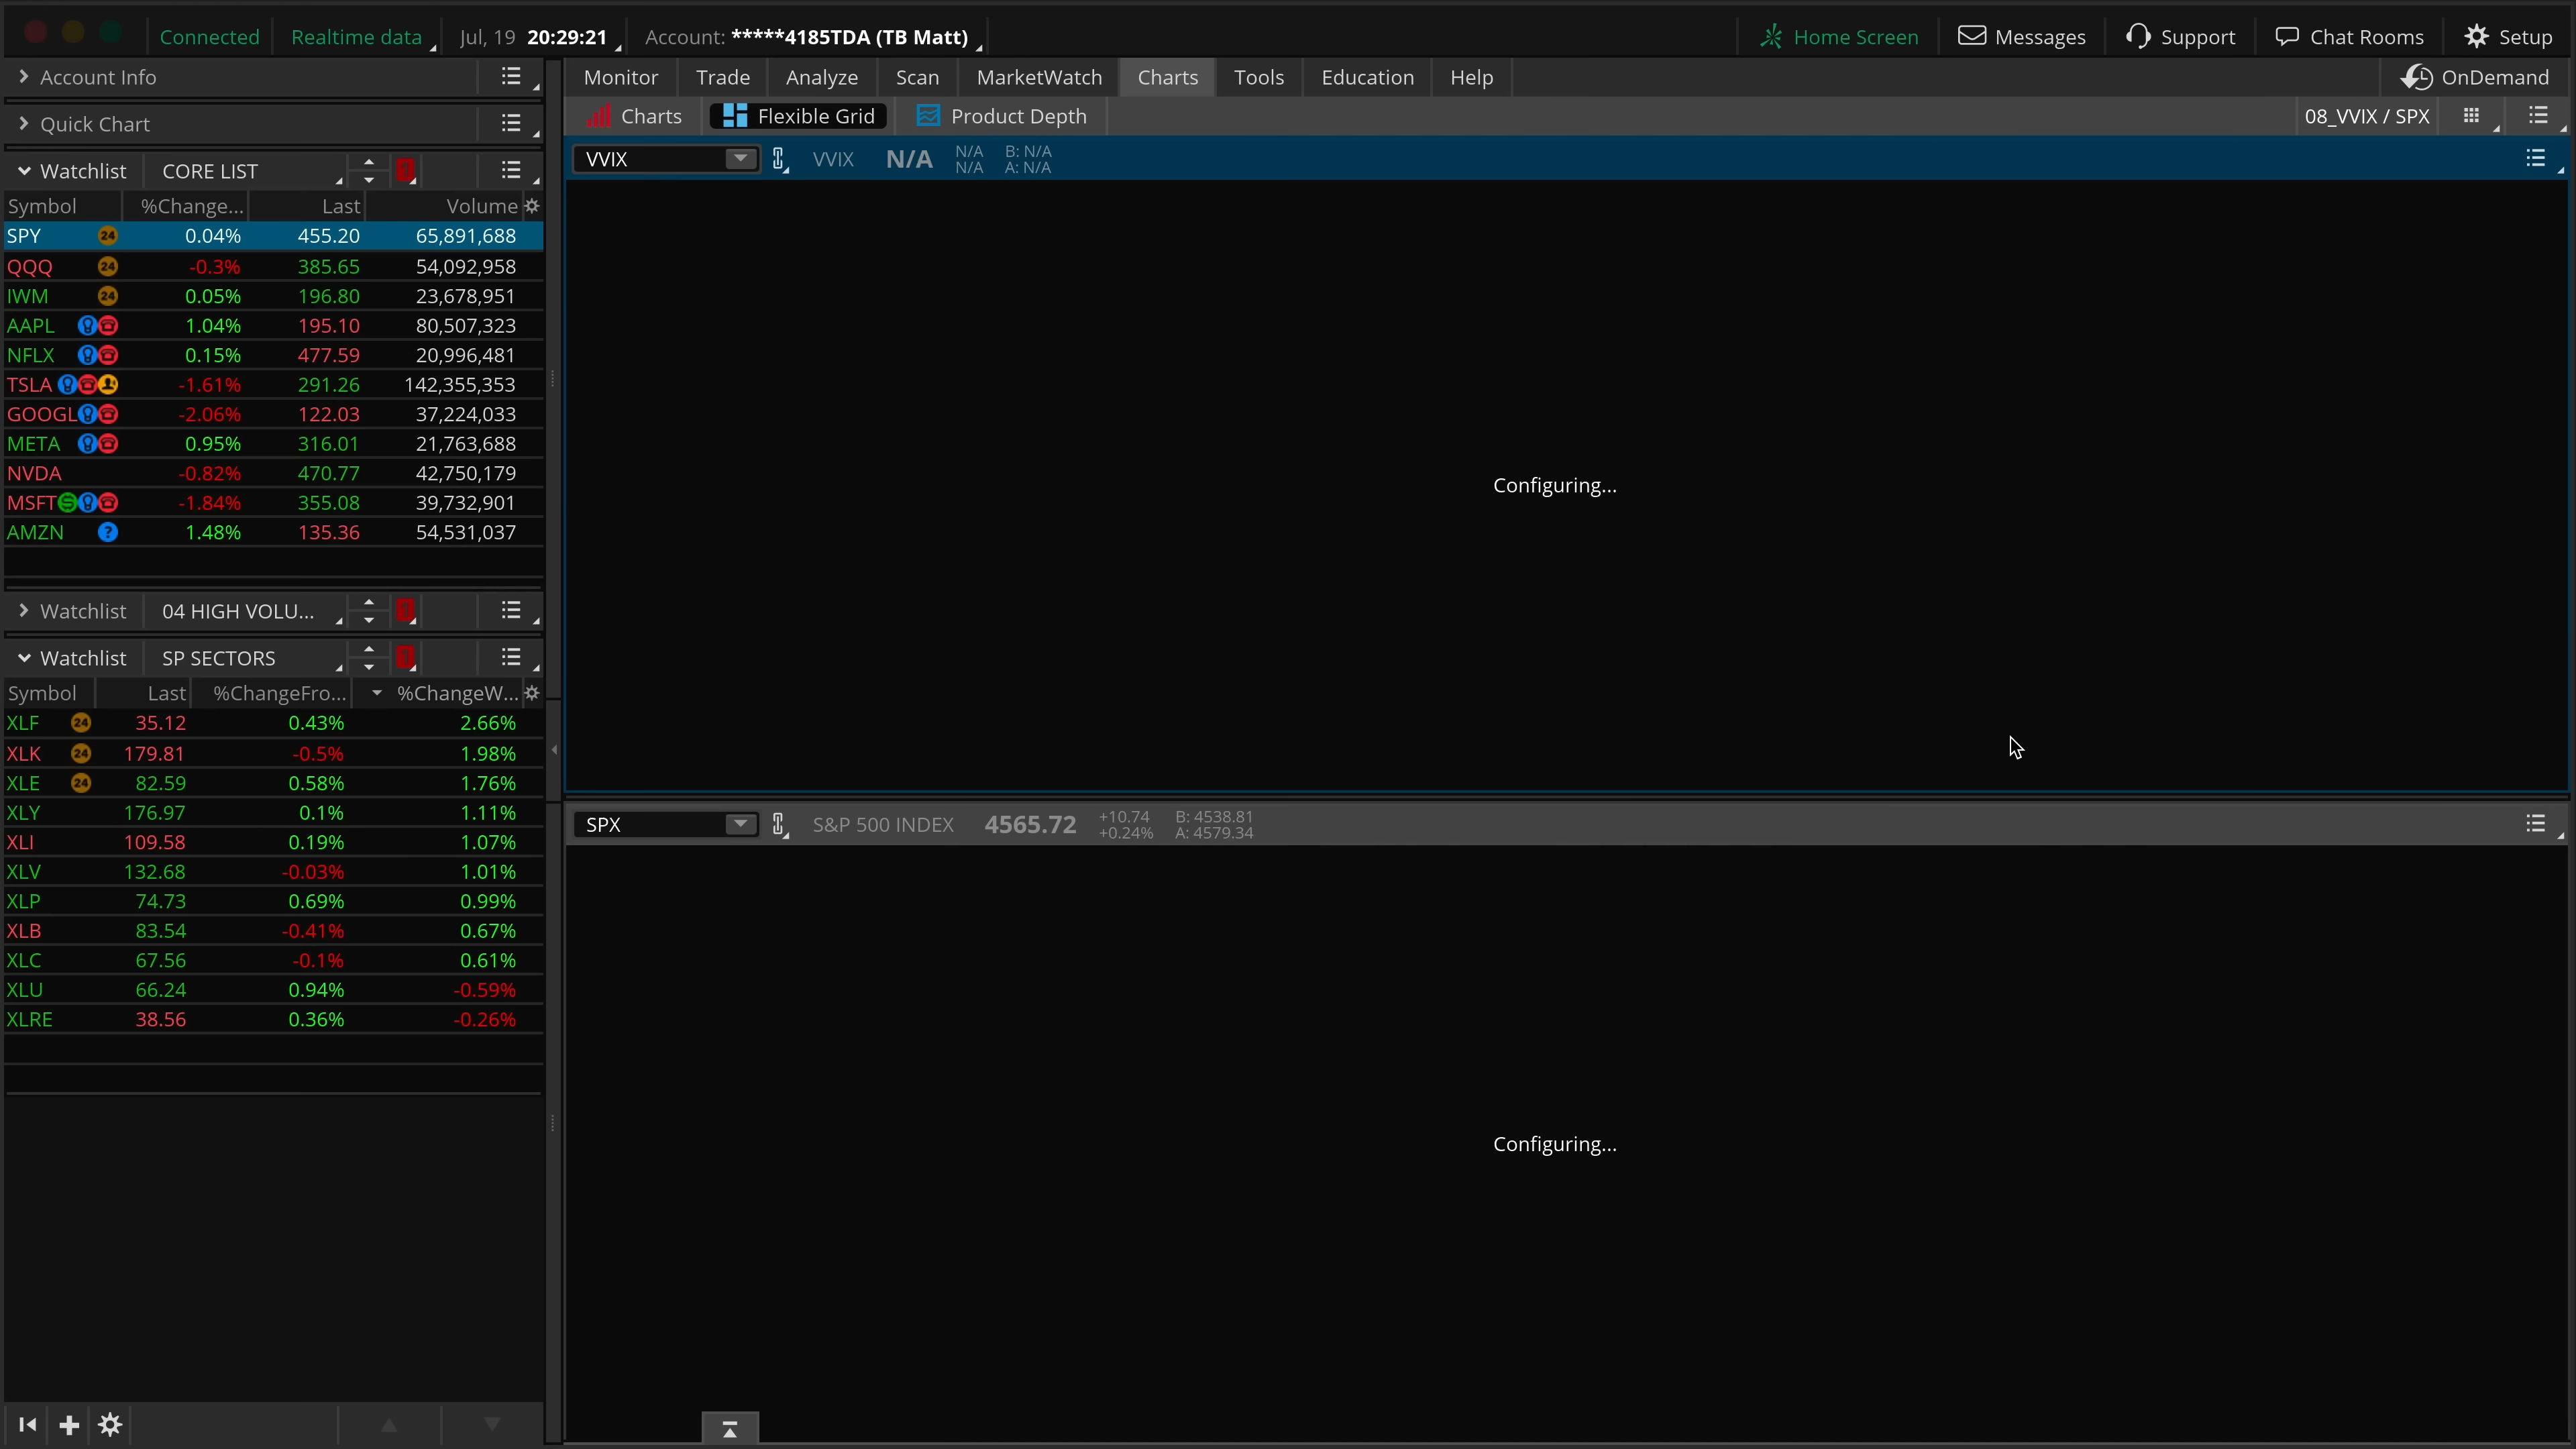 Connected Realtime data Jul, 19 20:29:21 Account: *****4185TDA (TB Matt) Home Screen Messages Support Chat Rooms Setup
Account Info
Monitor Trade Analyze Scan MarketWatch Charts Tools Education Help OnDemand
Quick Chart
Charts Flexible Grid Product Depth 08_VVIX / SPX
Watchlist CORE LIST 1
VVIX VVIX N/A N/A B: N/A
N/A A: N/A
Symbol %Change... Last Volume
SPY 24 0.04% 455.20 65,891,688
QQQ 24 -0.3% 385.65 54,092,958
IWM 24 0.05% 196.80 23,678,951
AAPL 1.04% 195.10 80,507,323
NFLX 0.15% 477.59 20,996,481
TSLA -1.61% 291.26 142,355,353
GOOGL -2.06% 122.03 37,224,033
META 0.95% 316.01 21,763,688
NVDA -0.82% 470.77 42,750,179
MSFT -1.84% 355.08 39,732,901
AMZN ? 1.48% 135.36 54,531,037
Configuring...
Watchlist 04 HIGH VOLU... 1
Watchlist SP SECTORS 1
Symbol Last %ChangeFro... %ChangeW...
XLF 24 35.12 0.43% 2.66%
XLK 24 179.81 -0.5% 1.98%
XLE 24 82.59 0.58% 1.76%
XLY 176.97 0.1% 1.11%
XLI 109.58 0.19% 1.07%
XLV 132.68 -0.03% 1.01%
XLP 74.73 0.69% 0.99%
XLB 83.54 -0.41% 0.67%
XLC 67.56 -0.1% 0.61%
XLU 66.24 0.94% -0.59%
XLRE 38.56 0.36% -0.26%
SPX S&P 500 INDEX 4565.72 +10.74 B: 4538.81
+0.24% A: 4579.34
Configuring...